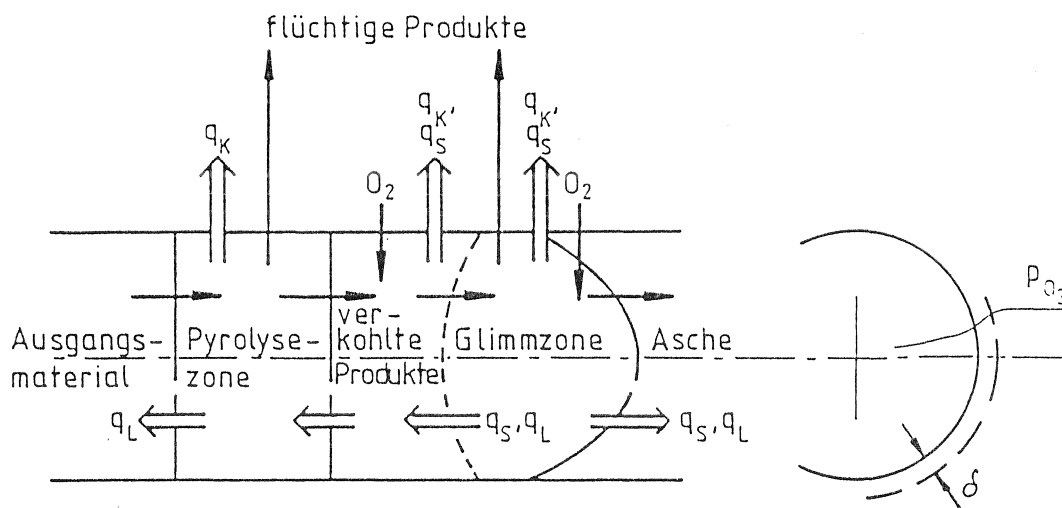 flüchtige Produkte
q_K
q_K,
q_S
q_K,
q_S
O_2
O_2
Ausgangs-
material
Pyrolyse-
zone
ver-
kohlte
Produkte
Glimmzone
Asche
q_L
q_S, q_L
q_S, q_L
P_O_2
δ